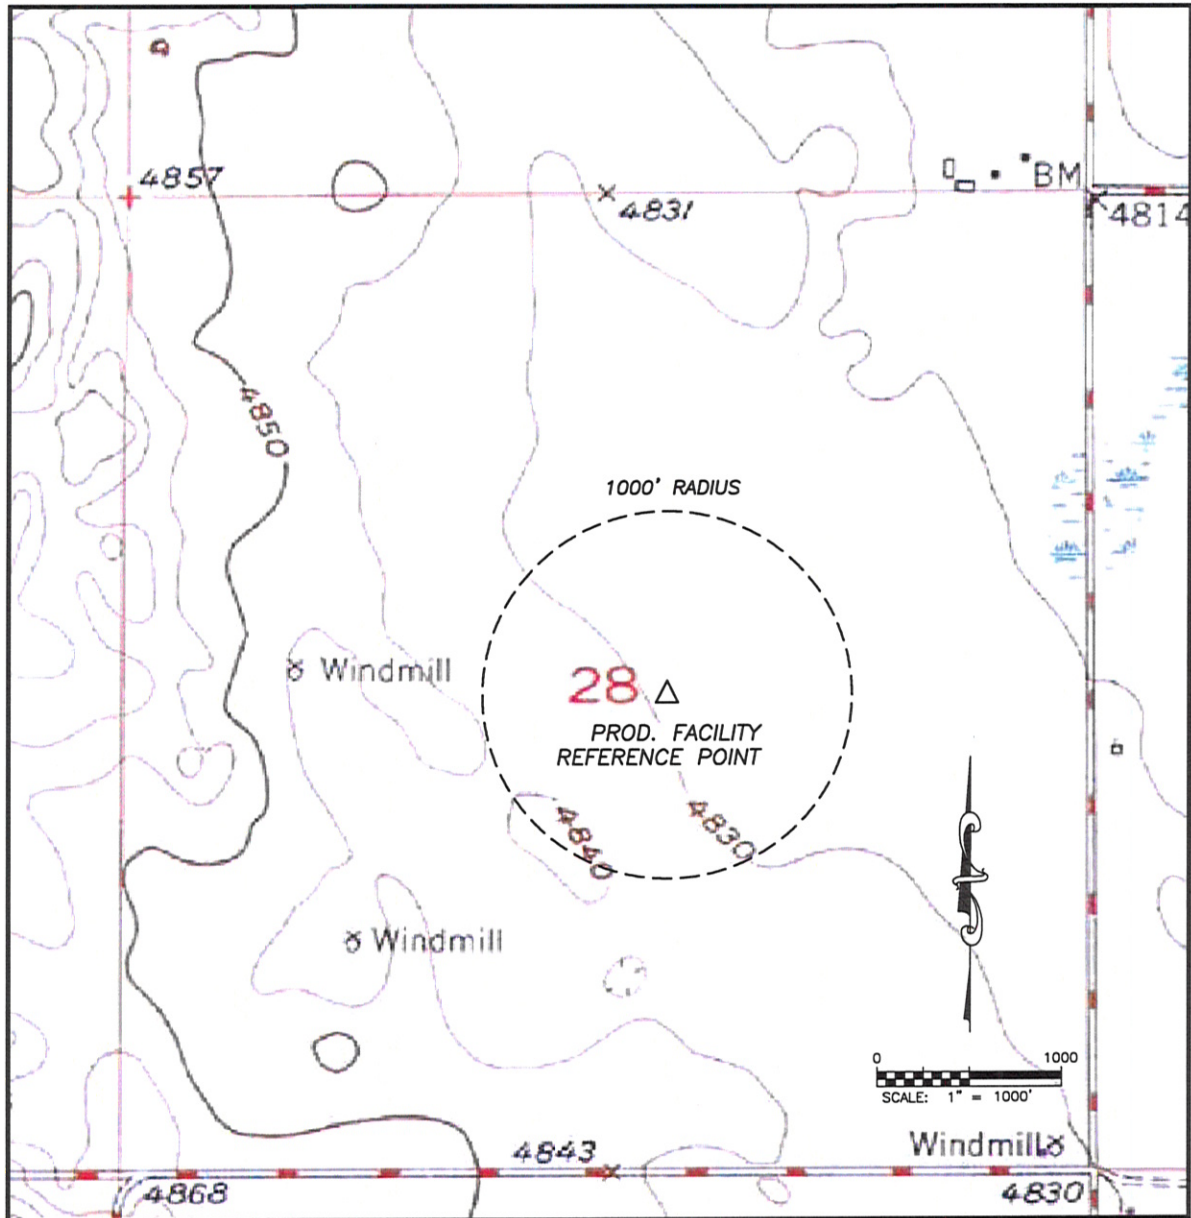 4857
4831
BM
4814
4850
1000' RADIUS
Windmill
28
PROD. FACILITY
REFERENCE POINT
4840
4830
Windmill
0 1000
SCALE: 1" = 1000'
Windmill
4843
4868
4830